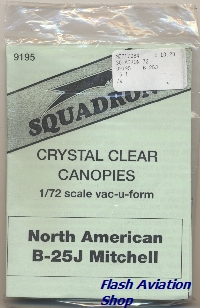 9195
SQUADRON
CRYSTAL CLEAR
CANOPIES
1/72 scale vac-u-form
North American
B-25J Mitchell
Flash Aviation
Shop